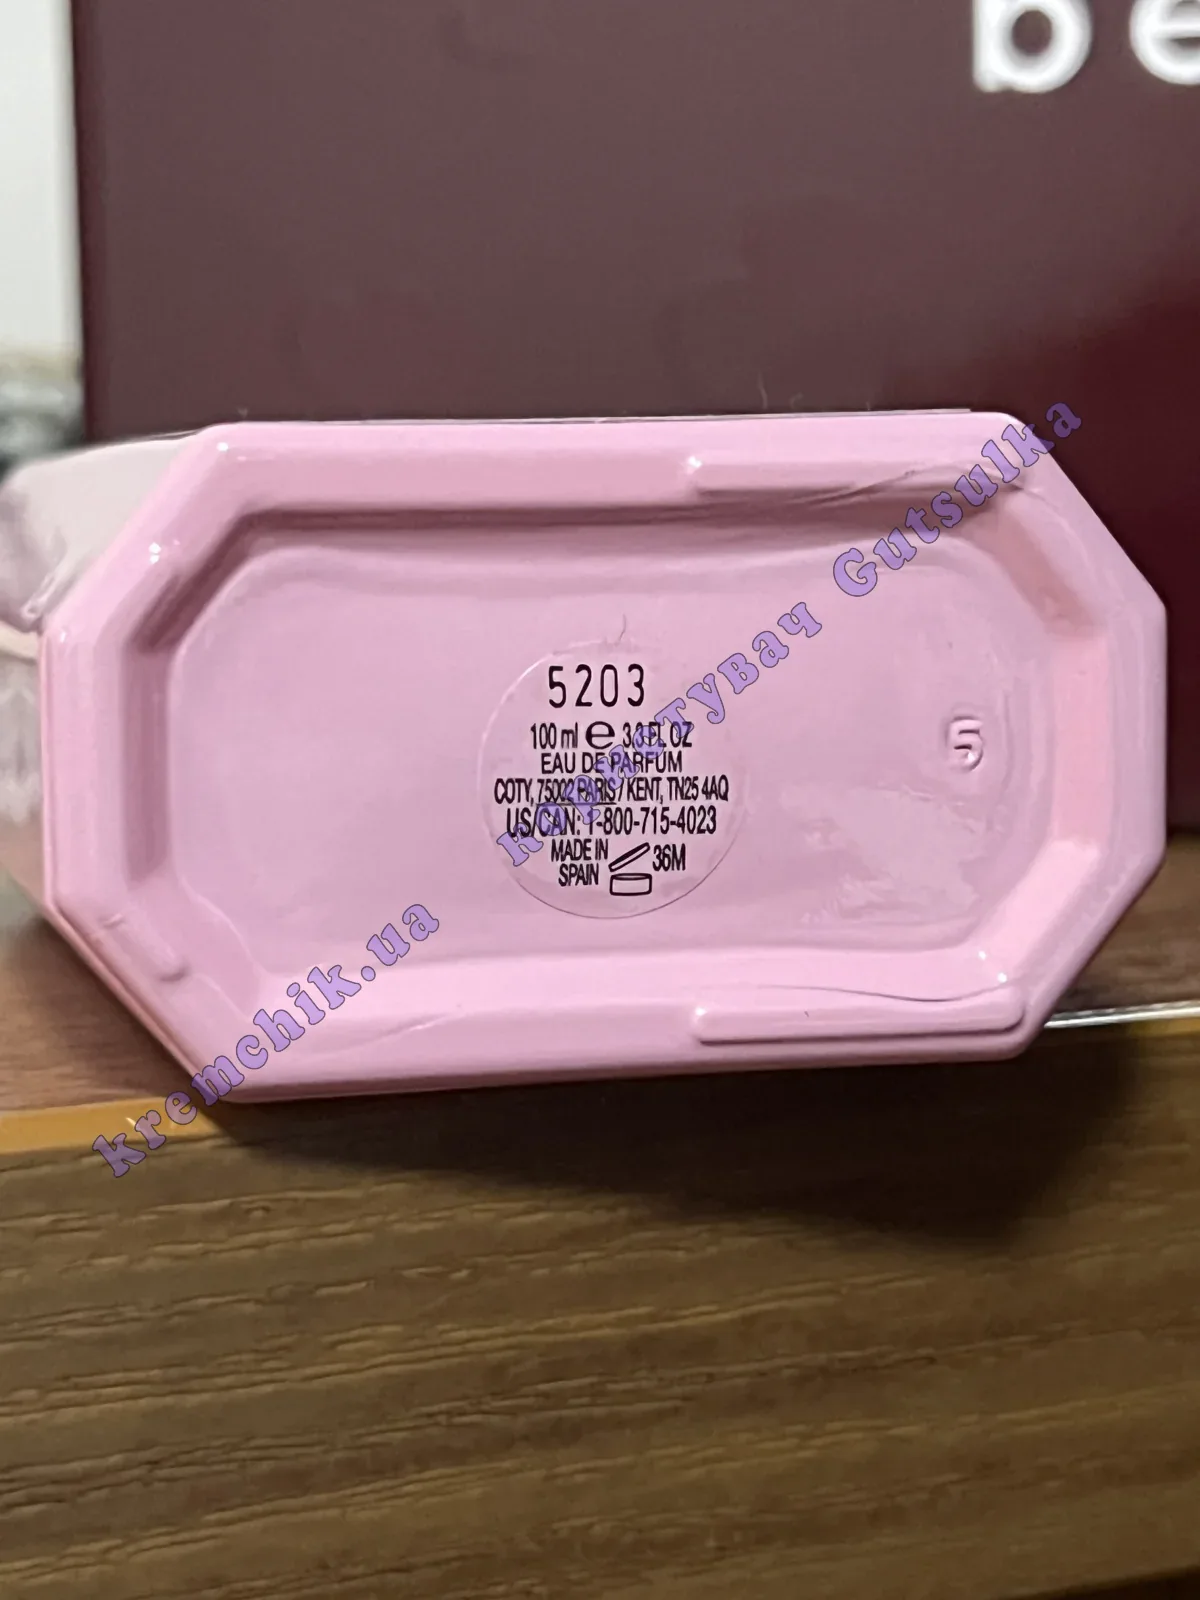 be
5203
100 ml e 3.3 FL OZ
EAU DE PARFUM
COTY, 75002 PARIS / KENT, TN25 4AQ
US/CAN: 1-800-715-4023
MADE IN
SPAIN
36M
5
kremchik.ua користувач Gutsulka